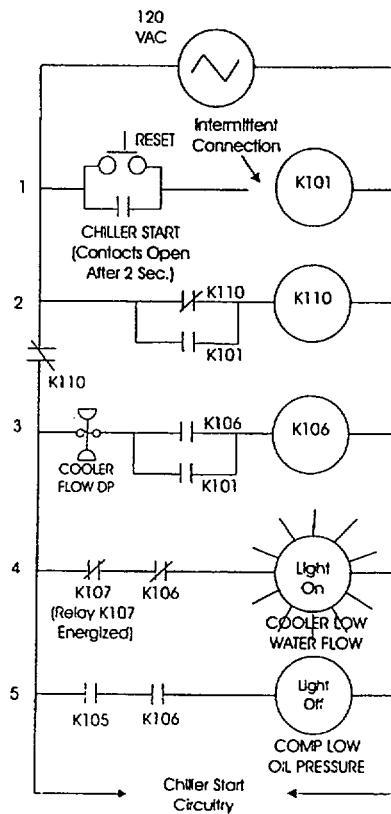 120
VAC
Intermittent
Connection
RESET
1
K101
CHILLER START
(Contacts Open
After 2 Sec.)
K110
2
K110
K101
K110
3
K106
K106
COOLER
FLOW DP
K101
4
Light
On
K107
K106
(Relay K107
Energized)
COOLER LOW
WATER FLOW
5
Light
Off
K105
K106
COMP LOW
OIL PRESSURE
Chiller Start
Circuitry